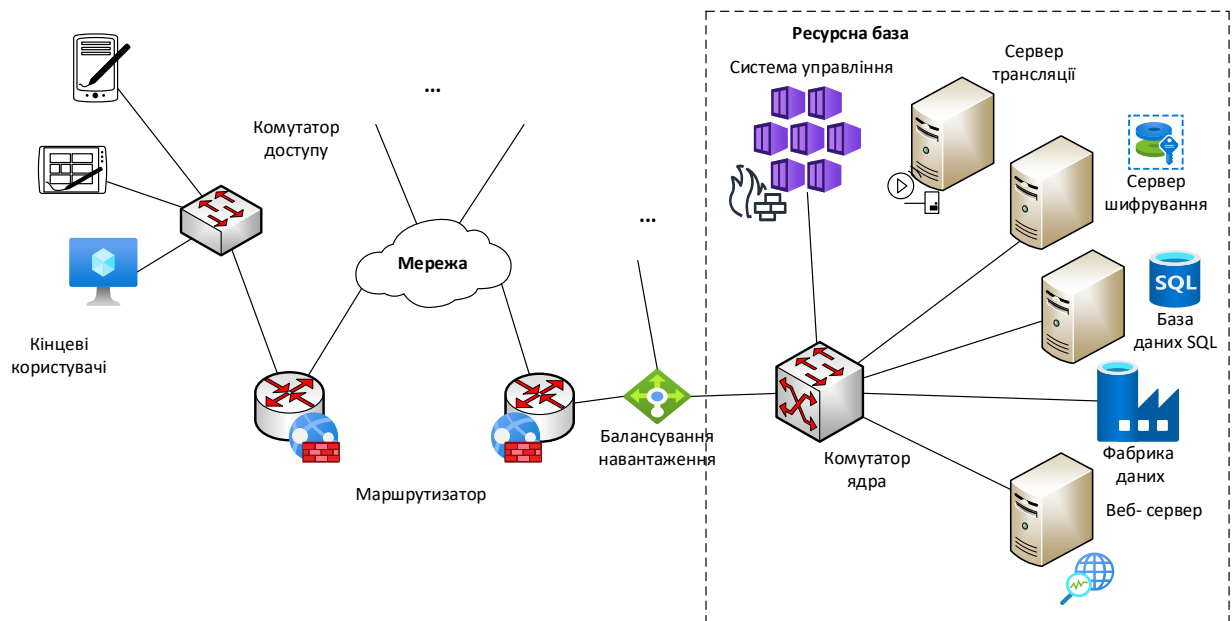 Ресурсна база
Система управління
Сервер
трансляції
...
Комутатор
доступу
Сервер
шифрування
...
Мережа
SQL
База
даних SQL
Кінцеві
користувачі
Балансування
навантаження
Комутатор
ядра
Фабрика
даних
Маршрутизатор
Веб- сервер